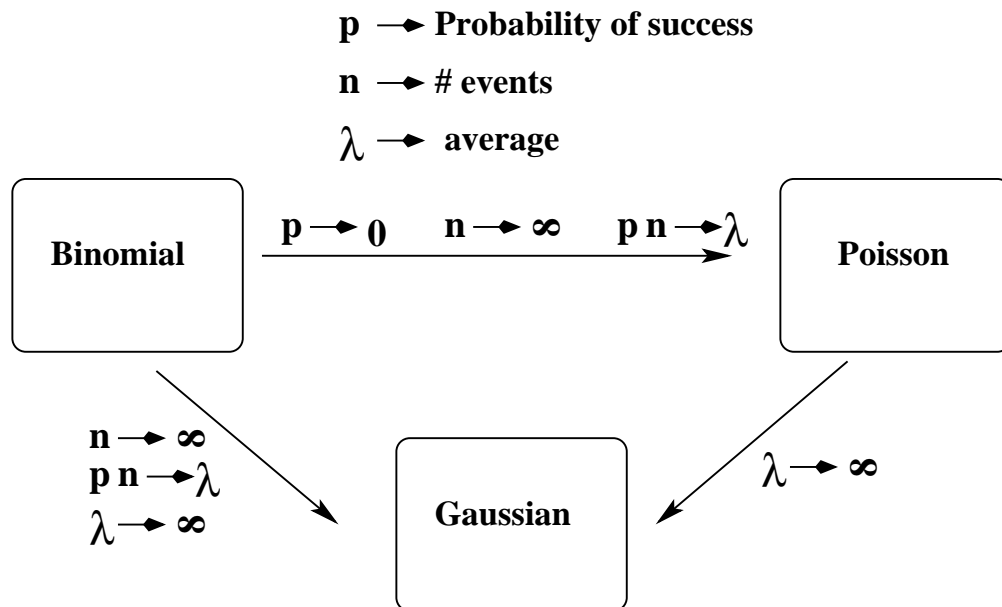 p → Probability of success
n → # events
λ → average
Binomial
p → 0 n → ∞ p n → λ
Poisson
n → ∞
p n → λ
λ → ∞
Gaussian
λ → ∞